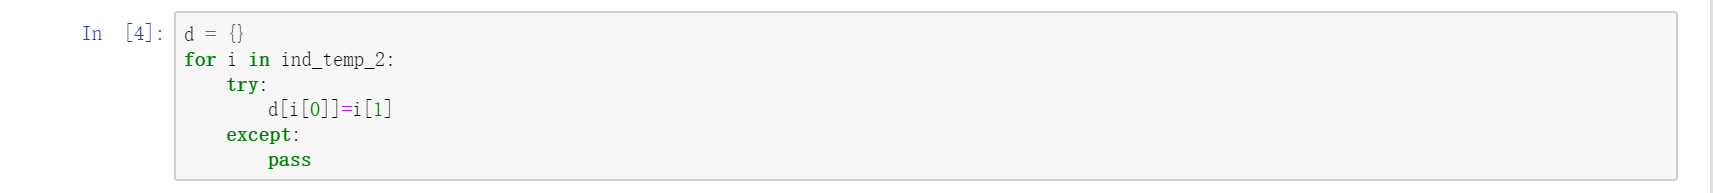 In [4]: d = {}
for i in ind_temp_2:
    try:
        d[i[0]]=i[1]
    except:
        pass